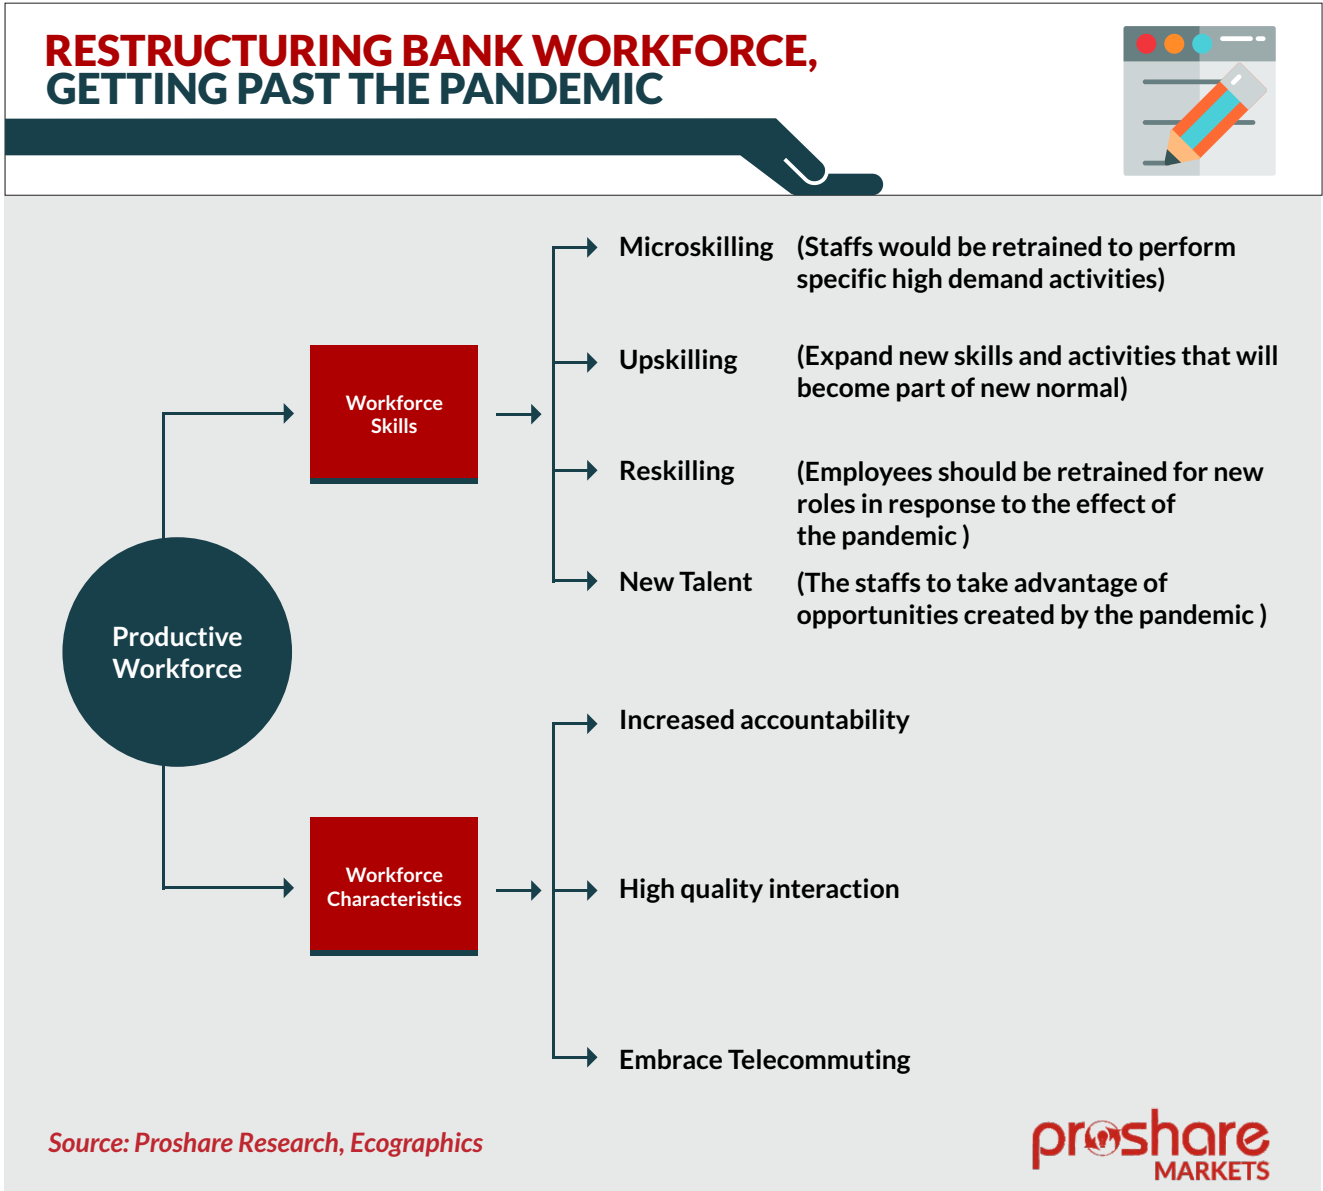 RESTRUCTURING BANK WORKFORCE,
GETTING PAST THE PANDEMIC
Microskilling (Staffs would be retrained to perform
specific high demand activities)
Workforce
Skills
Upskilling (Expand new skills and activities that will
become part of new normal)
Reskilling (Employees should be retrained for new
roles in response to the effect of
the pandemic )
New Talent (The staffs to take advantage of
opportunities created by the pandemic )
Productive
Workforce
Increased accountability
Workforce
Characteristics
High quality interaction
Embrace Telecommuting
Source: Proshare Research, Ecographics
proshare
MARKETS